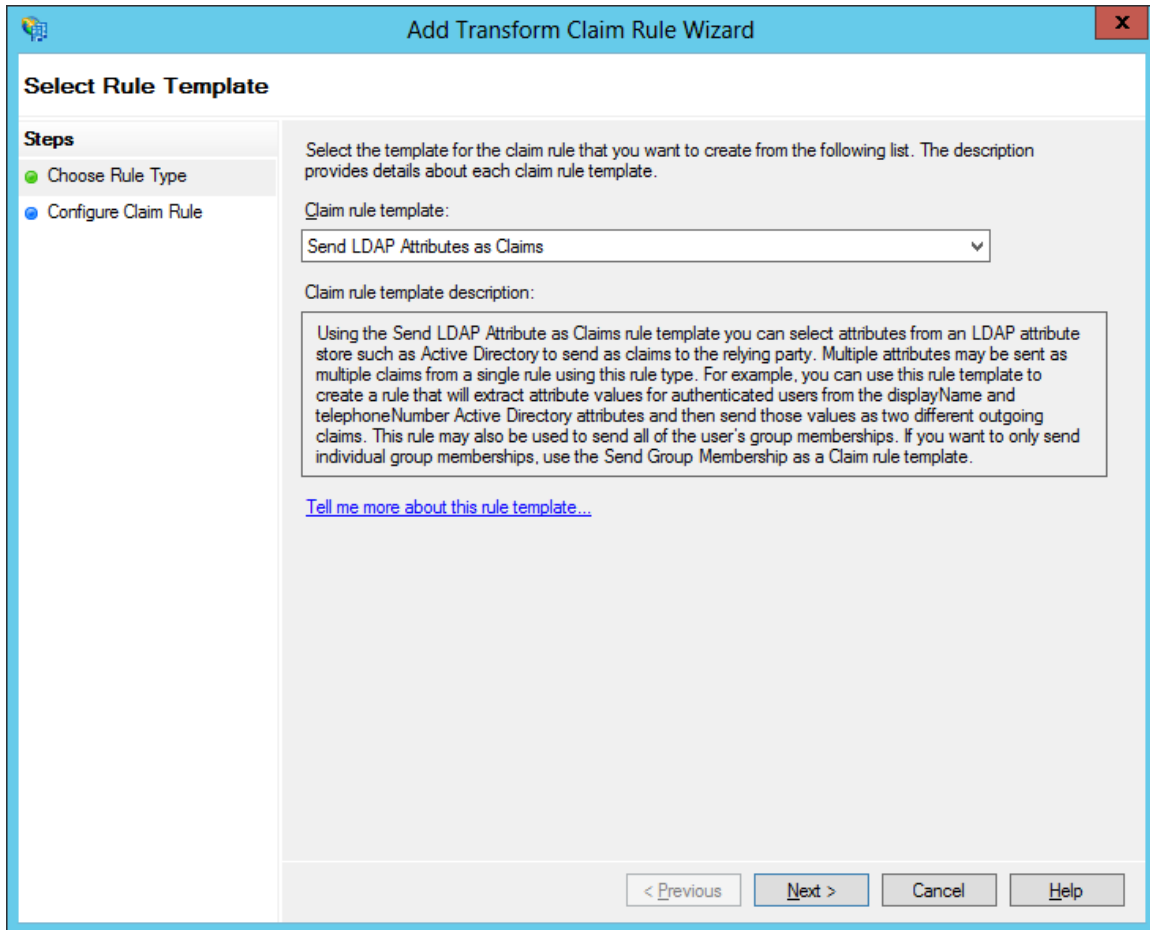 Add Transform Claim Rule Wizard
x
Select Rule Template
Steps
Choose Rule Type
Configure Claim Rule
Select the template for the claim rule that you want to create from the following list. The description
provides details about each claim rule template.
Claim rule template:
Send LDAP Attributes as Claims
Claim rule template description:
Using the Send LDAP Attribute as Claims rule template you can select attributes from an LDAP attribute
store such as Active Directory to send as claims to the relying party. Multiple attributes may be sent as
multiple claims from a single rule using this rule type. For example, you can use this rule template to
create a rule that will extract attribute values for authenticated users from the displayName and
telephoneNumber Active Directory attributes and then send those values as two different outgoing
claims. This rule may also be used to send all of the user's group memberships. If you want to only send
individual group memberships, use the Send Group Membership as a Claim rule template.
Tell me more about this rule template...
< Previous
Next >
Cancel
Help